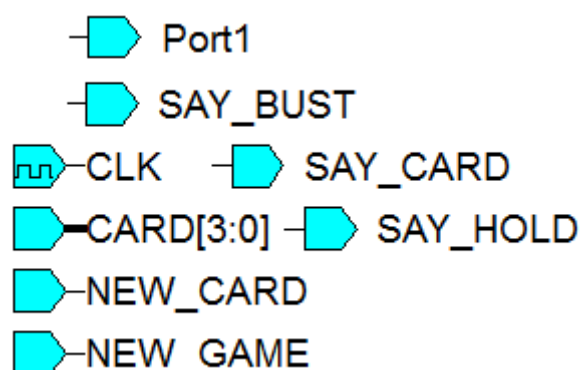 Port1
SAY_BUST
CLK SAY_CARD
CARD[3:0] SAY_HOLD
NEW_CARD
NEW_GAME